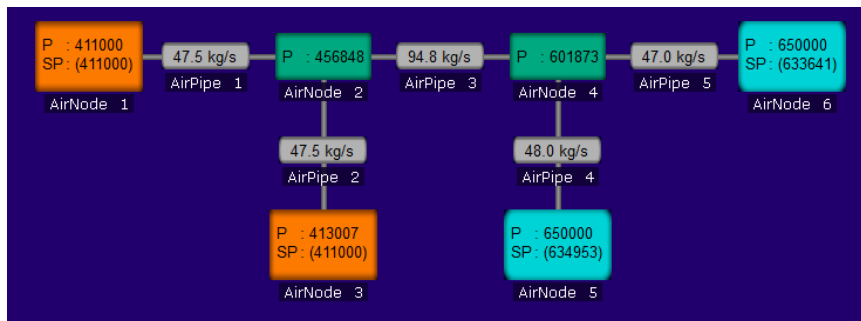 P : 411000
SP : (411000)
AirNode 1
47.5 kg/s
AirPipe 1
P : 456848
AirNode 2
94.8 kg/s
AirPipe 3
P : 601873
AirNode 4
47.0 kg/s
AirPipe 5
P : 650000
SP : (633641)
AirNode 6
47.5 kg/s
AirPipe 2
48.0 kg/s
AirPipe 4
P : 413007
SP : (411000)
AirNode 3
P : 650000
SP : (634953)
AirNode 5